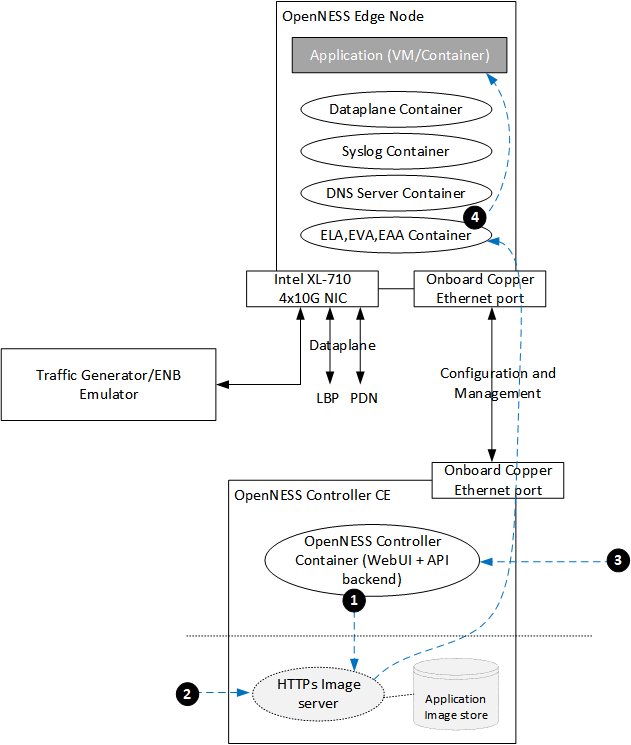 OpenNESS Edge Node
Application (VM/Container)
Dataplane Container
Syslog Container
DNS Server Container
4
ELA,EVA,EAA Container
Intel XL-710
4x10G NIC
Onboard Copper
Ethernet port
Dataplane
Traffic Generator/ENB
Emulator
LBP
PDN
Configuration and
Management
Onboard Copper
Ethernet port
OpenNESS Controller CE
OpenNESS Controller
Container (WebUI + API
backend)
3
1
2
HTTPs Image
server
Application
Image store